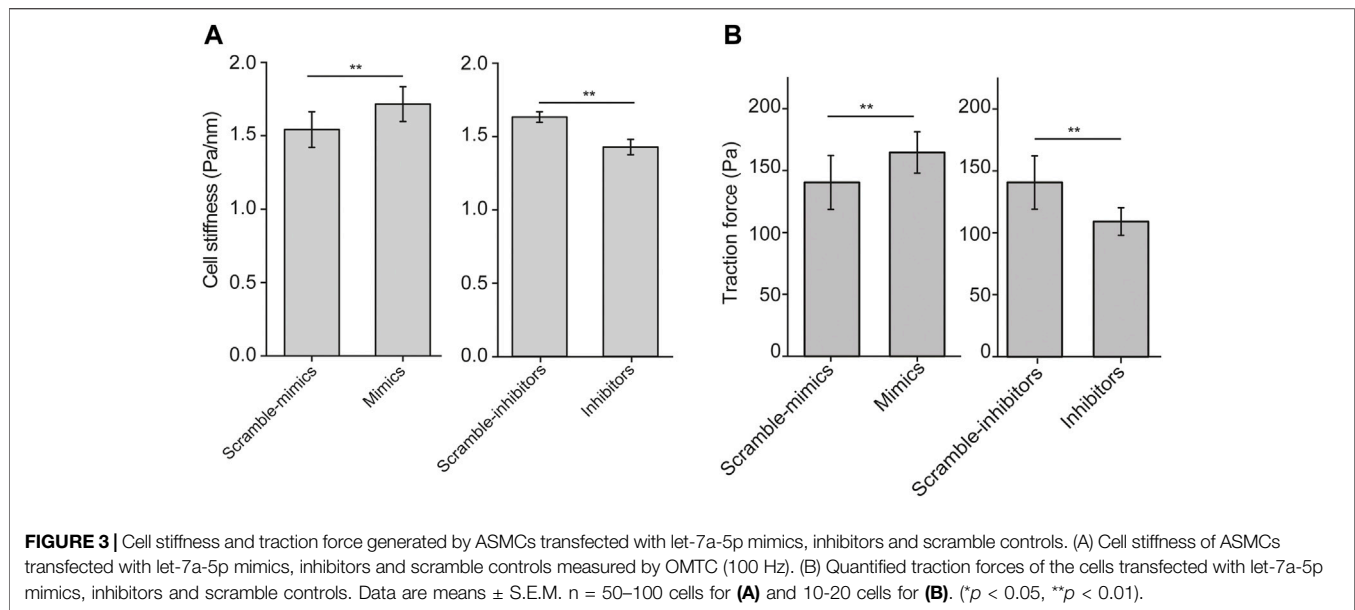 A
B
Cell stiffness (Pa/nm)
2.0
1.5
1.0
0.5
0.0
**
Scramble-mimics
Mimics
2.0
1.5
1.0
0.5
0.0
**
Scramble-inhibitors
Inhibitors
Traction force (Pa)
200
150
100
50
0
**
Scramble-mimics
Mimics
200
150
100
50
0
**
Scramble-inhibitors
Inhibitors
FIGURE 3 | Cell stiffness and traction force generated by ASMCs transfected with let-7a-5p mimics, inhibitors and scramble controls. (A) Cell stiffness of ASMCs
transfected with let-7a-5p mimics, inhibitors and scramble controls measured by OMTC (100 Hz). (B) Quantified traction forces of the cells transfected with let-7a-5p
mimics, inhibitors and scramble controls. Data are means ± S.E.M. n = 50–100 cells for (A) and 10-20 cells for (B). (*p < 0.05, **p < 0.01).